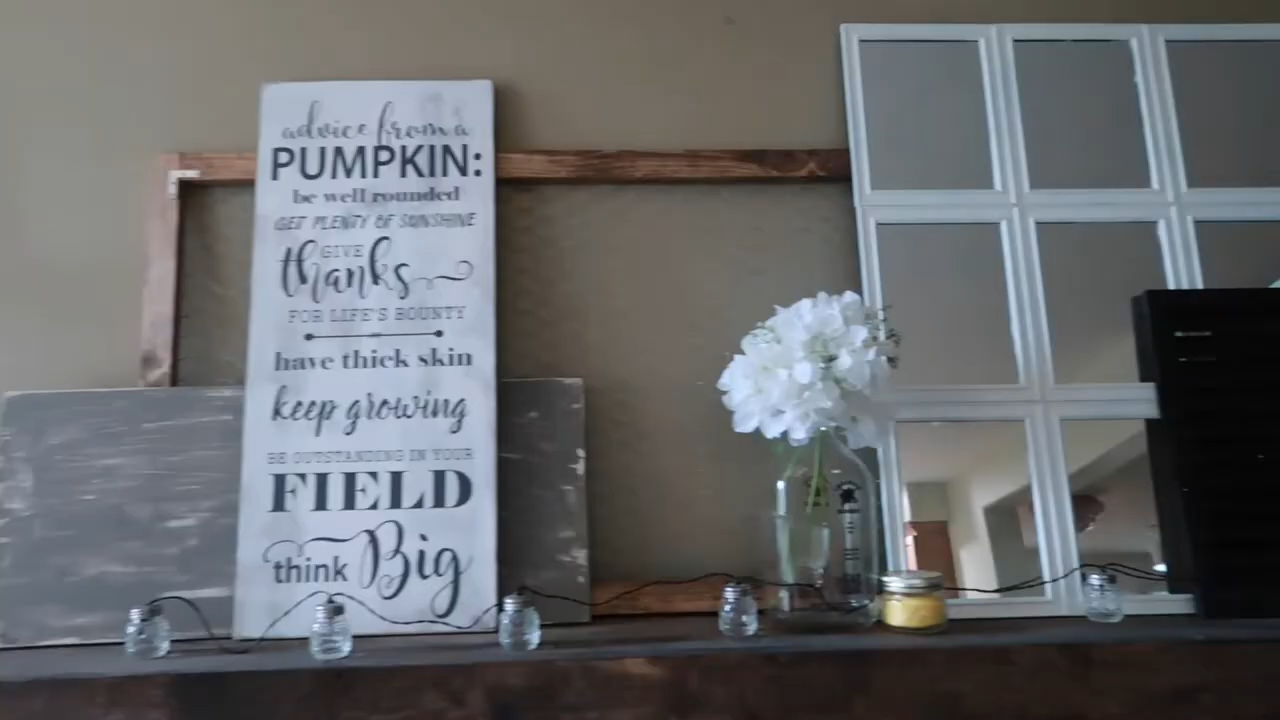 advice from a
PUMPKIN:
be well rounded
GET PLENTY OF SUNSHINE
GIVE
thanks
FOR LIFE'S BOUNTY
have thick skin
keep growing
BE OUTSTANDING IN YOUR
FIELD
think Big